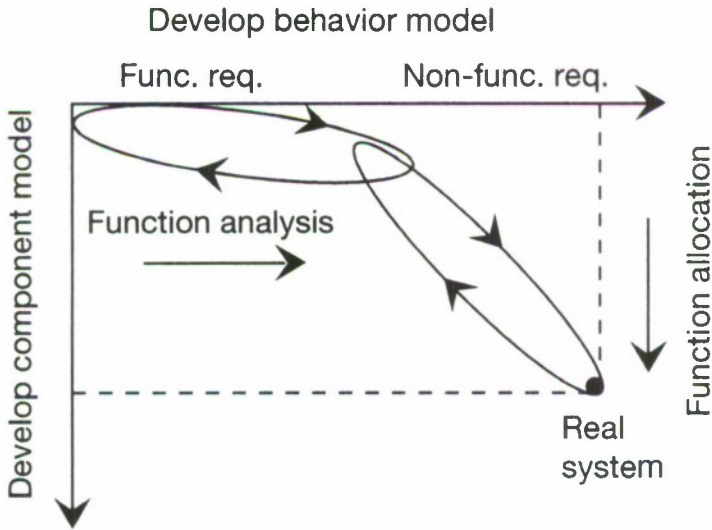 Develop behavior model
Func. req.
Non-func. req.
Develop component model
Function analysis
Function allocation
Real
system